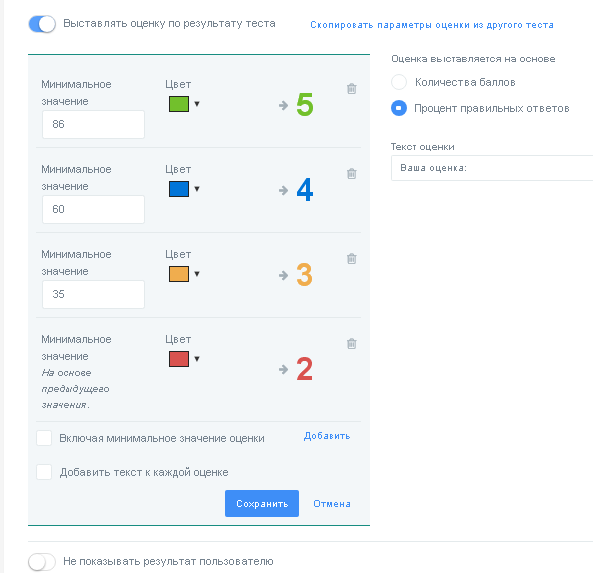 Выставлять оценку по результату теста
Скопировать параметры оценки из другого теста
Минимальное
значение
86
Цвет
5
Минимальное
значение
60
Цвет
4
Минимальное
значение
35
Цвет
3
Минимальное
значение
На основе
предыдущего
значения.
Цвет
2
Включая минимальное значение оценки
Добавить
Добавить текст к каждой оценке
Сохранить
Отмена
Оценка выставляется на основе
Количества баллов
Процент правильных ответов
Текст оценки
Ваша оценка:
Не показывать результат пользователю